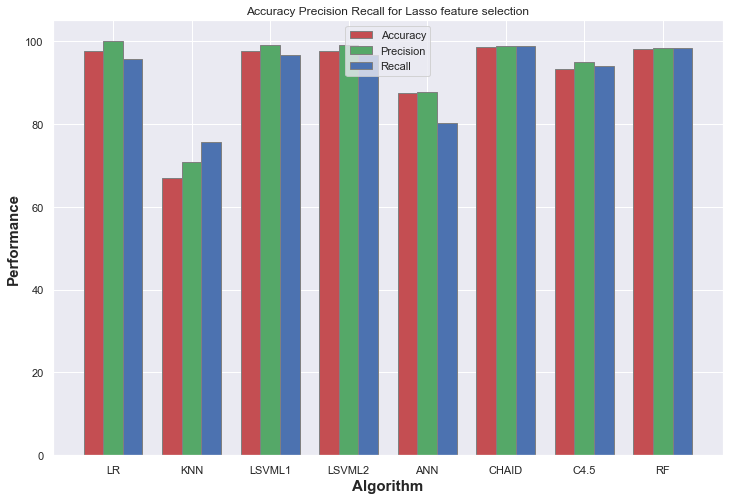 Accuracy Precision Recall for Lasso feature selection
Accuracy
Precision
Recall
Performance
100
80
60
40
20
0
LR KNN LSVML1 LSVML2 ANN CHAID C4.5 RF
Algorithm